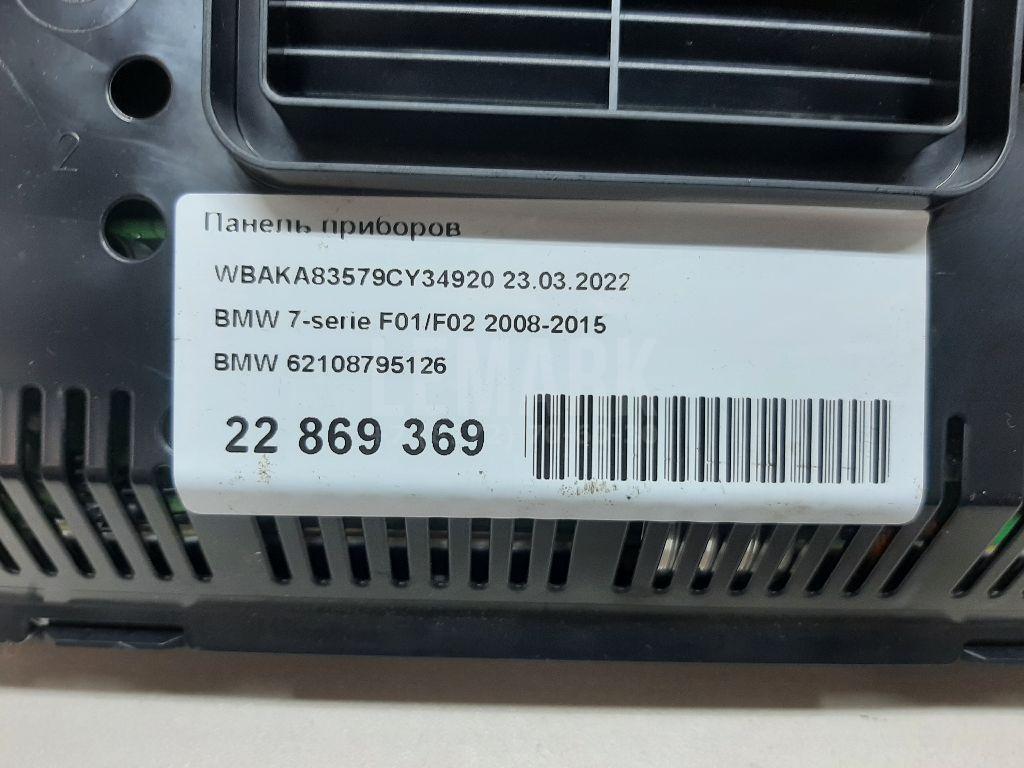 2
Панель приборов
WBAKA83579CY34920 23.03.2022
BMW 7-serie F01/F02 2008-2015
BMW 62108795126
LEMARK
22 869 369